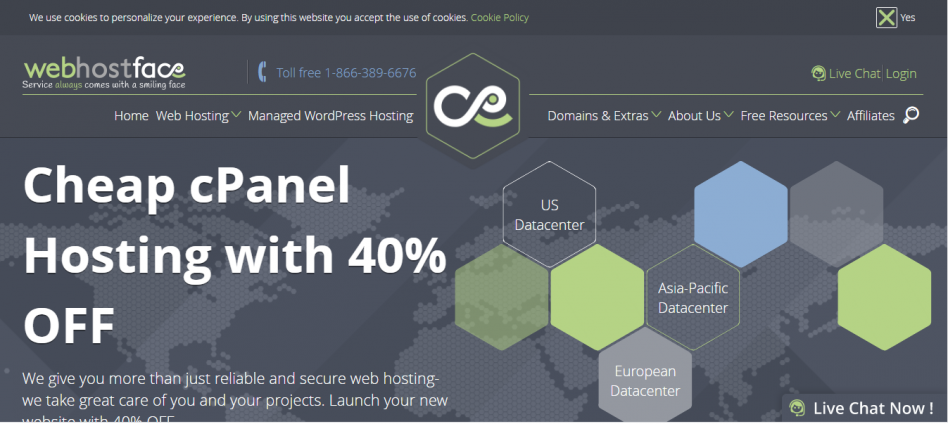 We use cookies to personalize your experience. By using this website you accept the use of cookies. Cookie Policy
Yes
webhostface
Service always comes with a smiling face
Toll free 1-866-389-6676
Live Chat Login
Home Web Hosting Managed WordPress Hosting
Domains & Extras About Us Free Resources Affiliates
Cheap cPanel
Hosting with 40%
OFF
US
Datacenter
Asia-Pacific
Datacenter
European
Datacenter
We give you more than just reliable and secure web hosting-
we take great care of you and your projects. Launch your new
website with 40% OFF
Live Chat Now !